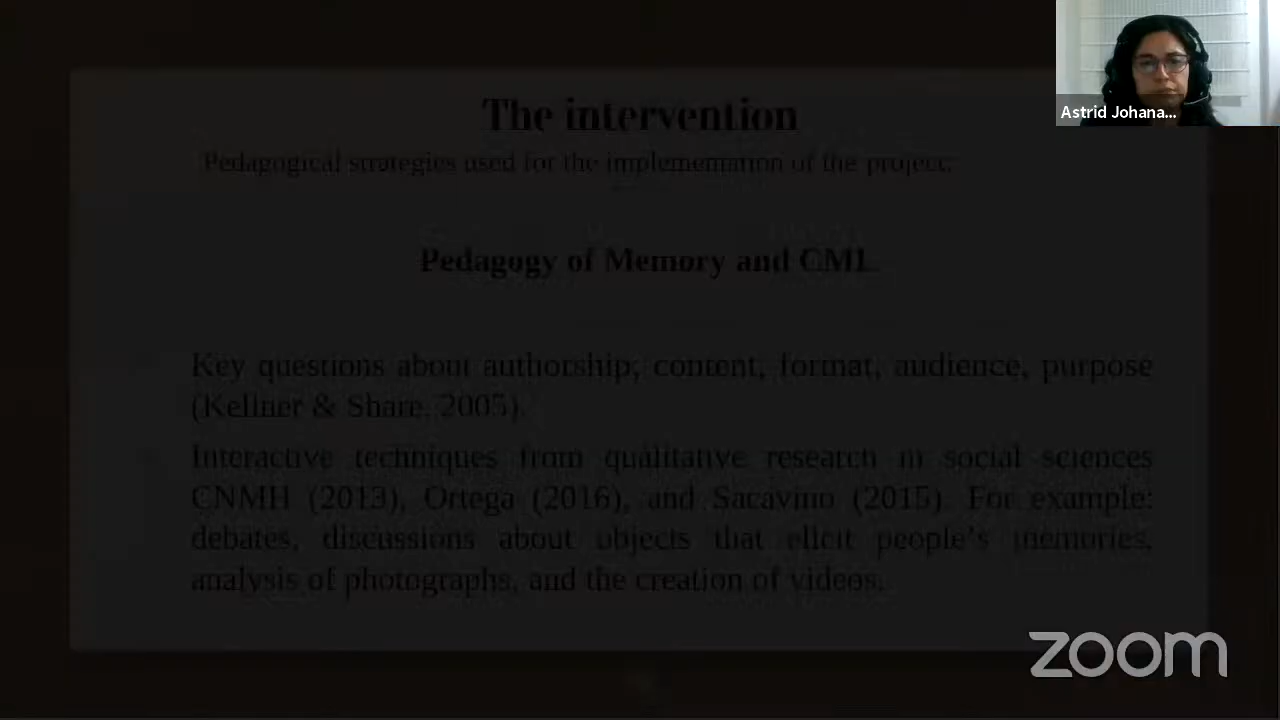 Astrid Johana...
The intervention
Pedagogical strategies used for the implementation of the project.
Pedagogy of Memory and CML
Key questions about authorship, content, format, audience, purpose
(Kellner & Share, 2005).
Interactive techniques from qualitative research in social sciences
CNMH (2013), Ortega (2016), and Sacavino (2015). For example:
debates, discussions about objects that elicit people's memories,
analysis of photographs, and the creation of videos.
zoom